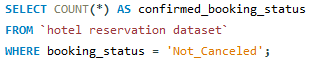 SELECT COUNT(*) AS confirmed_booking_status
FROM `hotel reservation dataset`
WHERE booking_status = 'Not_Canceled';